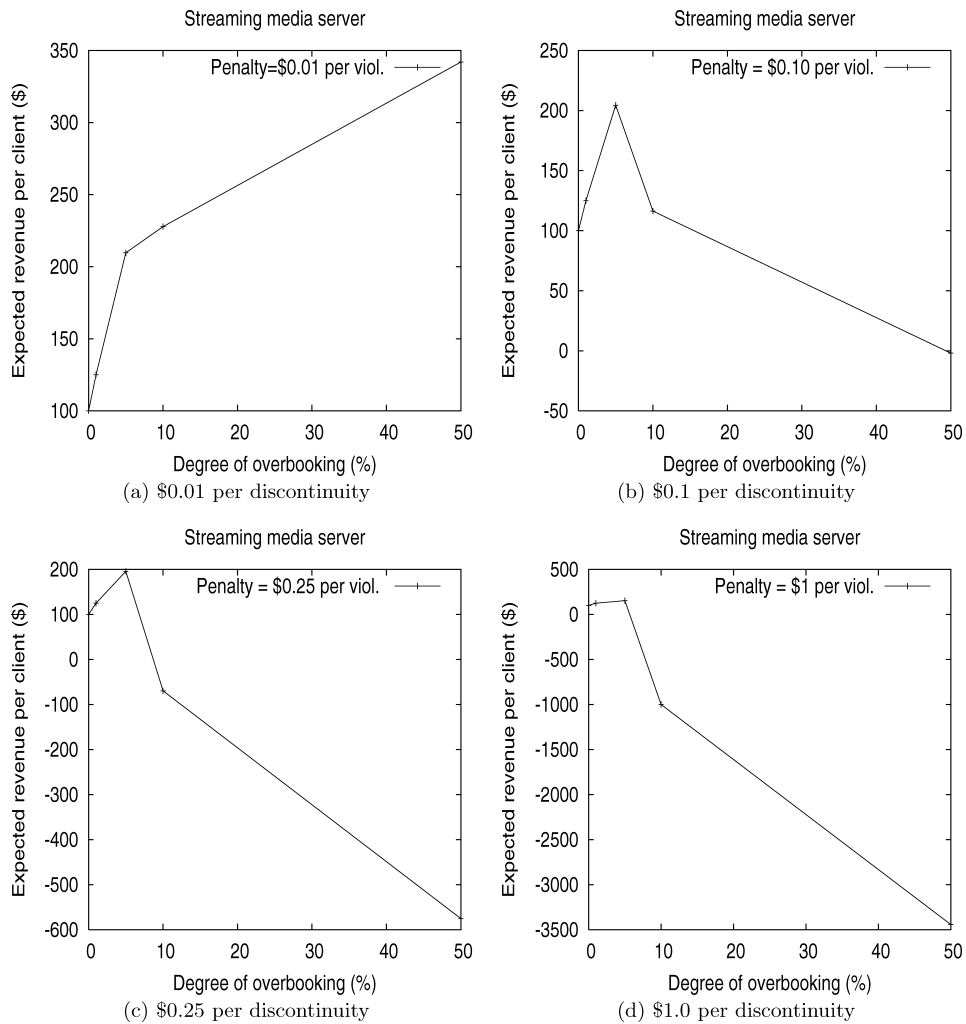 Streaming media server
Penalty=$0.01 per viol.
Expected revenue per client ($)
350
300
250
200
150
100
0 10 20 30 40 50
Degree of overbooking (%)
(a) $0.01 per discontinuity
Streaming media server
Penalty = $0.10 per viol.
Expected revenue per client ($)
250
200
150
100
50
0
-50
0 10 20 30 40 50
Degree of overbooking (%)
(b) $0.1 per discontinuity
Streaming media server
Penalty = $0.25 per viol.
Expected revenue per client ($)
200
100
0
-100
-200
-300
-400
-500
-600
0 10 20 30 40 50
Degree of overbooking (%)
(c) $0.25 per discontinuity
Streaming media server
Penalty = $1 per viol.
Expected revenue per client ($)
500
0
-500
-1000
-1500
-2000
-2500
-3000
-3500
0 10 20 30 40 50
Degree of overbooking (%)
(d) $1.0 per discontinuity